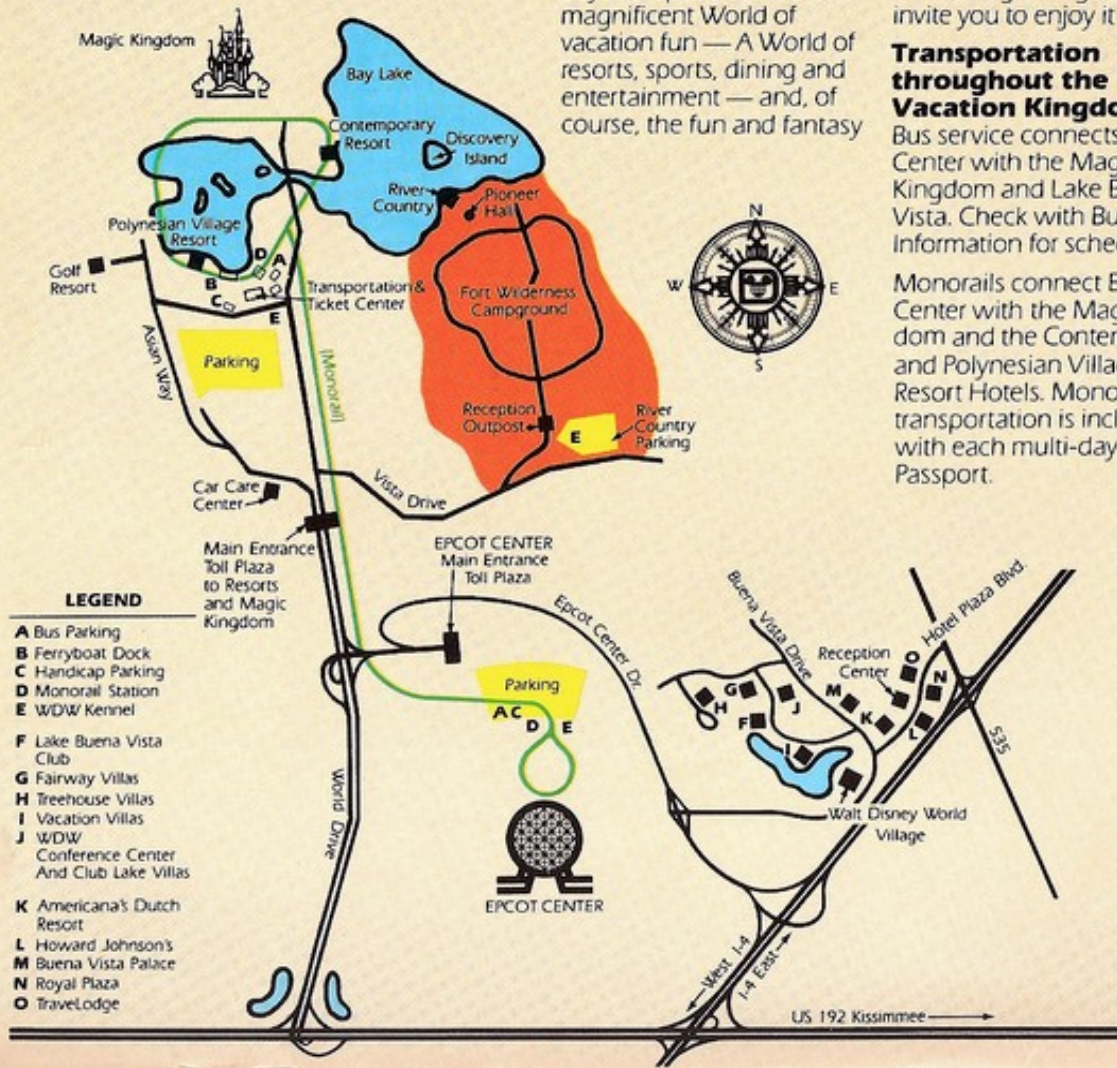 magnificent World of
vacation fun — A World of
resorts, sports, dining and
entertainment — and, of
course, the fun and fantasy
invite you to enjoy it
Transportation
throughout the
Bus service connects
Center with the
Kingdom and Lake
Vista. Check with
Information for
Monorails connect
Center with the
and the
and Polynesian
Resort Hotels.
transportation is
with each multi-day
Passport.
Magic Kingdom
Bay Lake
Contemporary
Resort
Discovery
Island
River
Country
Pioneer
Hall
Polynesian Village
Resort
Golf
Resort
D
A
B
C
E
Transportation &
Ticket Center
Fort Wilderness
Campground
N
W
E
S
Asian Way
Parking
(Monorail)
Reception
Outpost
E
River
Country
Parking
Car Care
Center
Vista Drive
Main Entrance
Toll Plaza
to Resorts
and Magic
Kingdom
EPCOT CENTER
Main Entrance
Toll Plaza
Epcot Center Dr.
Parking
A C
D
E
EPCOT CENTER
World Drive
Buena Vista Drive
Hotel Plaza Blvd.
Reception
Center
O
N
M
K
L
G
H
J
F
I
535
Walt Disney World
Village
West I-4
I-4 East
US 192 Kissimmee
LEGEND
A Bus Parking
B Ferryboat Dock
C Handicap Parking
D Monorail Station
E WDW Kennel
F Lake Buena Vista
Club
G Fairway Villas
H Treehouse Villas
I Vacation Villas
J WDW
Conference Center
And Club Lake Villas
K Americana's Dutch
Resort
L Howard Johnson's
M Buena Vista Palace
N Royal Plaza
O TraveLodge